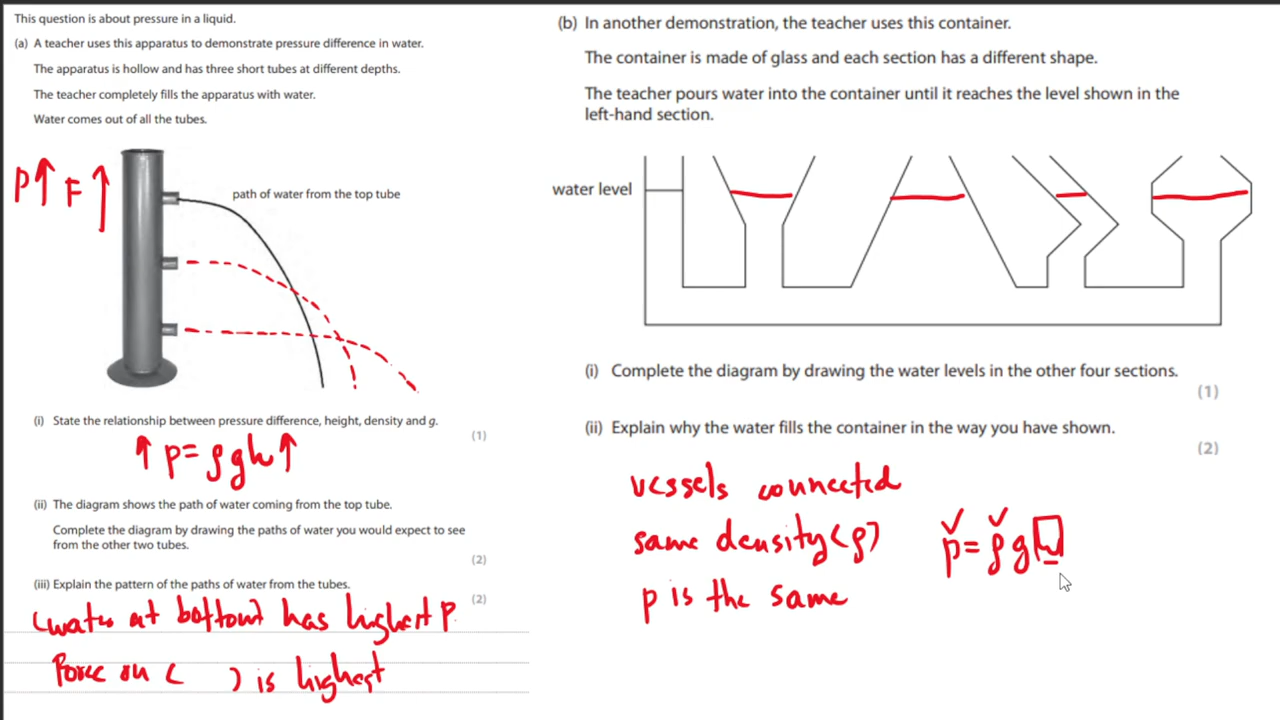 This question is about pressure in a liquid.
(a) A teacher uses this apparatus to demonstrate pressure difference in water.
The apparatus is hollow and has three short tubes at different depths.
The teacher completely fills the apparatus with water.
Water comes out of all the tubes.
P↑ F↑
path of water from the top tube
(i) State the relationship between pressure difference, height, density and g.
(1)
↑ p=ρgh↑
(ii) The diagram shows the path of water coming from the top tube.
Complete the diagram by drawing the paths of water you would expect to see
from the other two tubes.
(2)
(iii) Explain the pattern of the paths of water from the tubes.
(2)
(water at bottom) has highest P.
Force on ( ) is highest
(b) In another demonstration, the teacher uses this container.
The container is made of glass and each section has a different shape.
The teacher pours water into the container until it reaches the level shown in the
left-hand section.
water level
(i) Complete the diagram by drawing the water levels in the other four sections.
(1)
(ii) Explain why the water fills the container in the way you have shown.
(2)
vessels connected
same density(ρ)
p=ρgh
p is the same